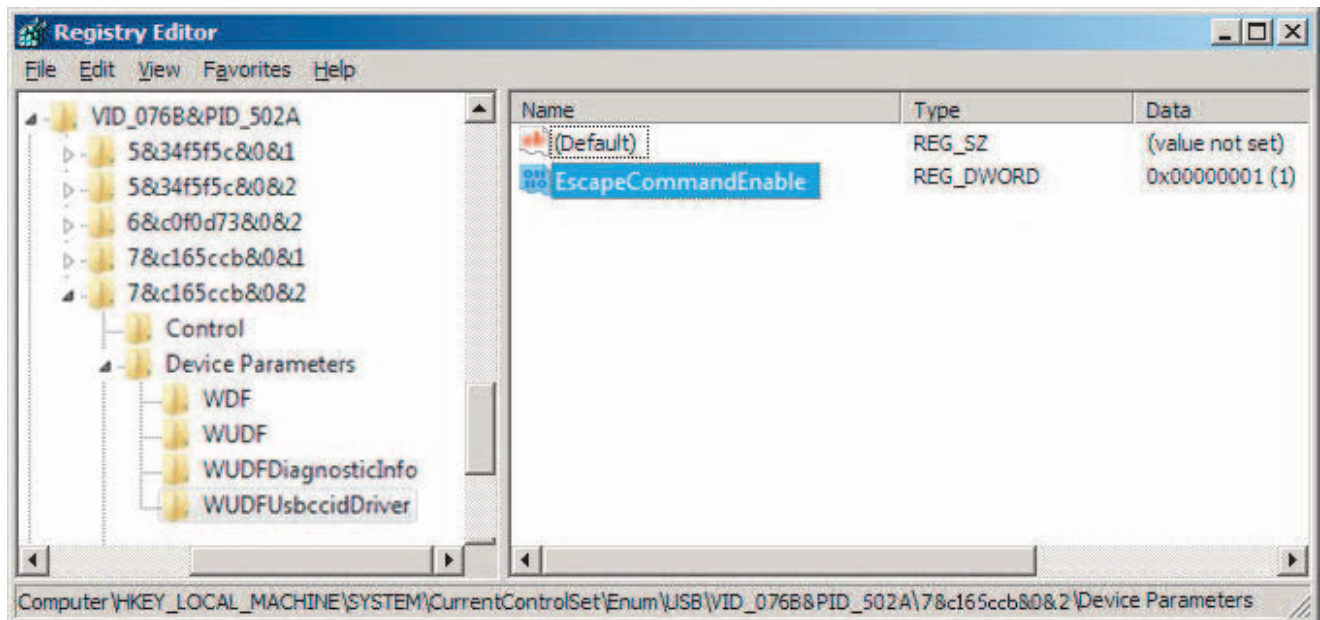 Registry Editor
File Edit View Favorites Help
VID_076B&PID_502A
5&34f5f5c&0&1
5&34f5f5c&0&2
6&c0f0d73&0&2
7&c165ccb&0&1
7&c165ccb&0&2
Control
Device Parameters
WDF
WUDF
WUDFDiagnosticInfo
WUDFUsbccidDriver
Name Type Data
(Default) REG_SZ (value not set)
EscapeCommandEnable REG_DWORD 0x00000001 (1)
Computer\HKEY_LOCAL_MACHINE\SYSTEM\CurrentControlSet\Enum\USB\VID_076B&PID_502A\7&c165ccb&0&2\Device Parameters